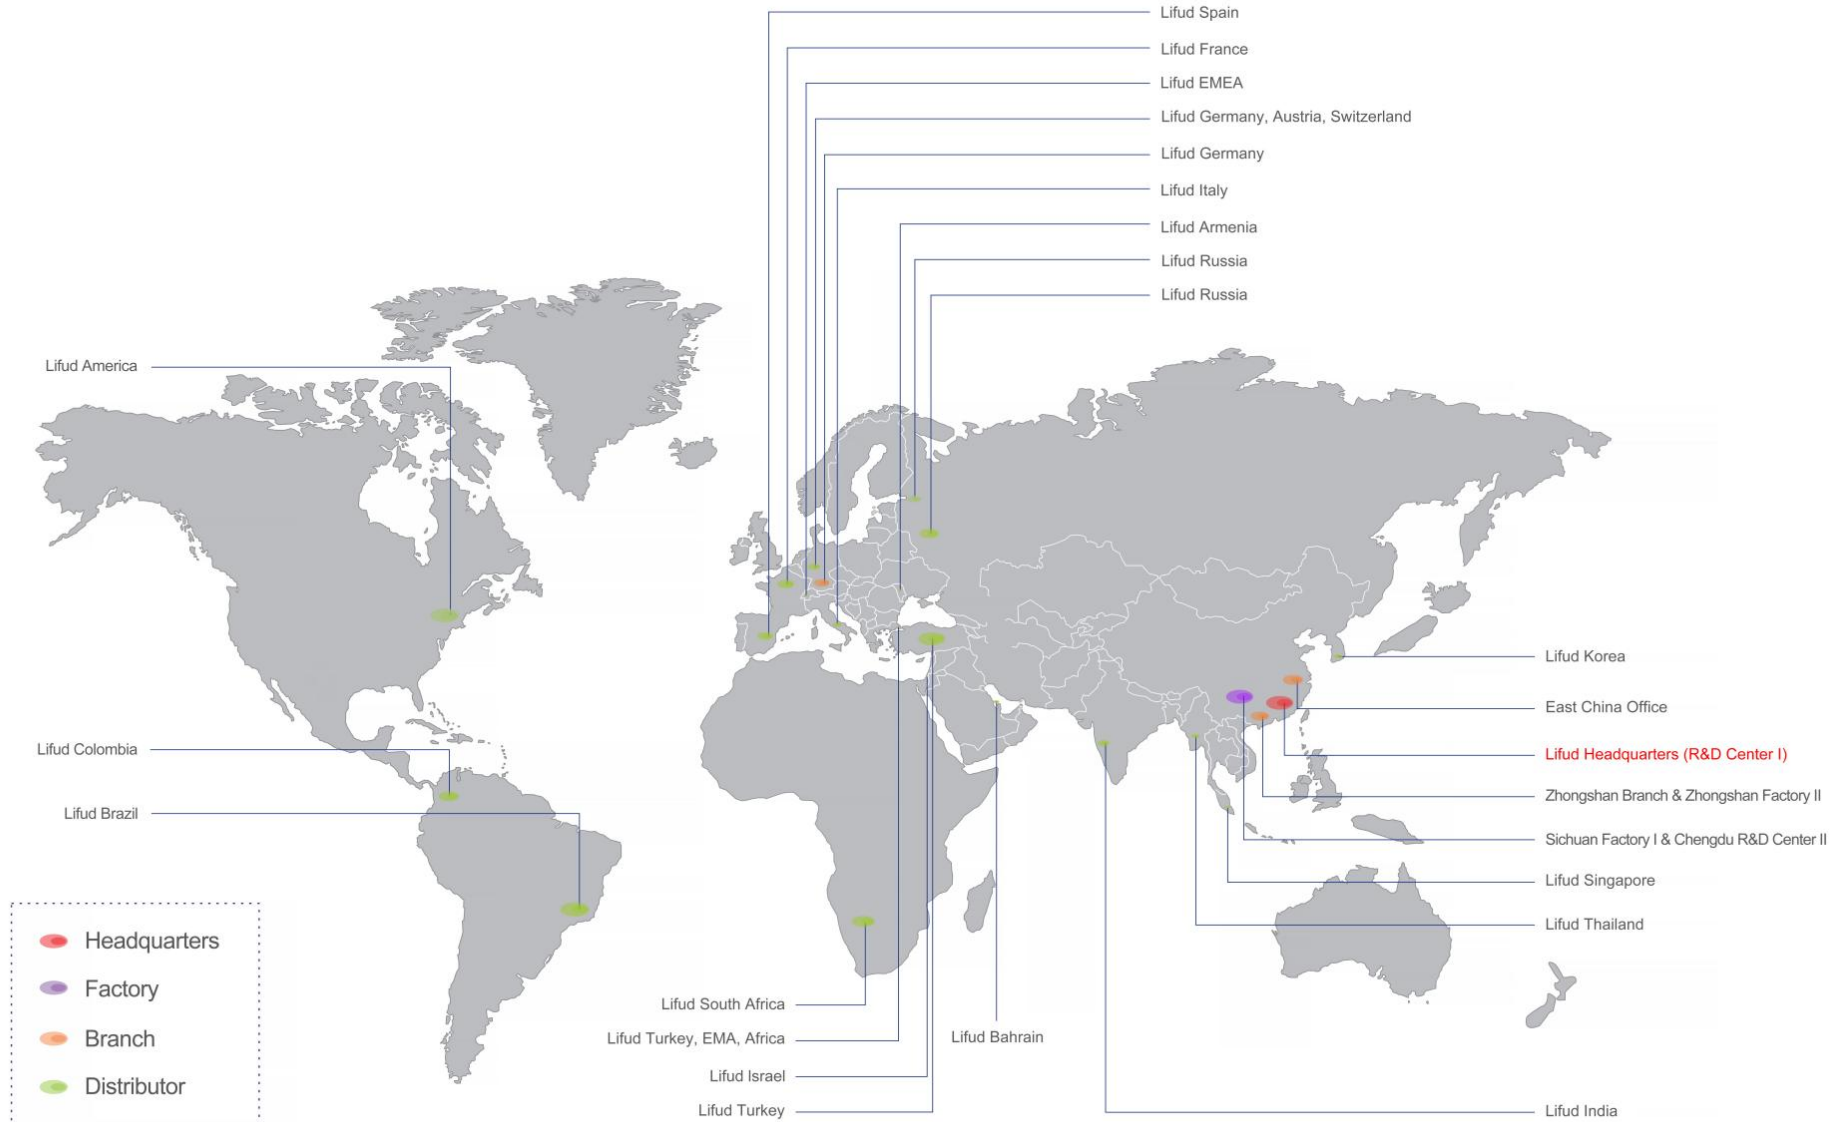 Lifud Spain
Lifud France
Lifud EMEA
Lifud Germany, Austria, Switzerland
Lifud Germany
Lifud Italy
Lifud Armenia
Lifud Russia
Lifud Russia
Lifud America
Lifud Colombia
Lifud Brazil
Lifud Korea
East China Office
Lifud Headquarters (R&D Center I)
Zhongshan Branch & Zhongshan Factory II
Sichuan Factory I & Chengdu R&D Center II
Lifud Singapore
Lifud Thailand
Lifud India
Lifud South Africa
Lifud Turkey, EMA, Africa
Lifud Israel
Lifud Turkey
Lifud Bahrain
Headquarters
Factory
Branch
Distributor